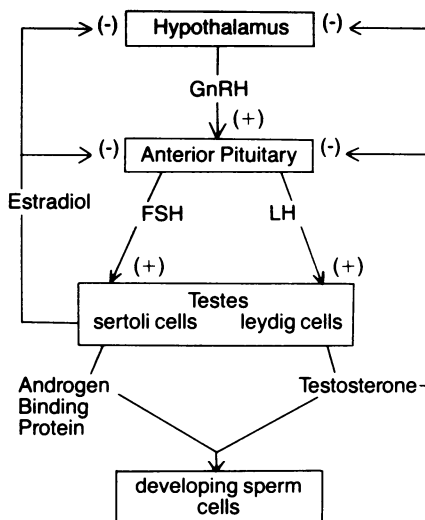 (-) Hypothalamus (-)
GnRH
(+)
(-) Anterior Pituitary (-)
Estradiol
FSH LH
(+) (+)
Testes
sertoli cells leydig cells
Androgen
Binding
Protein
Testosterone
developing sperm
cells